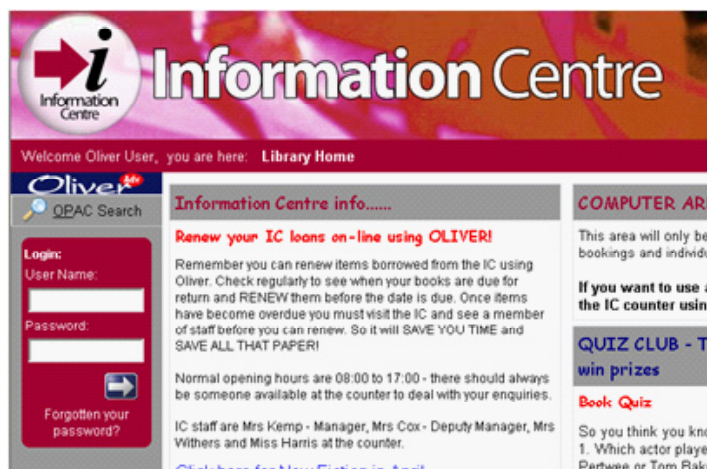 Information
Centre
Information Centre
Welcome Oliver User, you are here: Library Home
Oliver Adv
OPAC Search
Login:
User Name:
Password:
Forgotten your
password?
Information Centre info......
Renew your IC loans on-line using OLIVER!
Remember you can renew items borrowed from the IC using
Oliver. Check regularly to see when your books are due for
return and RENEW them before the date is due. Once items
have become overdue you must visit the IC and see a member
of staff before you can renew. So it will SAVE YOU TIME and
SAVE ALL THAT PAPER!
Normal opening hours are 08:00 to 17:00 - there should always
be someone available at the counter to deal with your enquiries.
IC staff are Mrs Kemp - Manager, Mrs Cox - Deputy Manager, Mrs
Withers and Miss Harris at the counter.
Click here for New Fiction in April
COMPUTER AR
This area will only be
bookings and individu
If you want to use a
the IC counter usin
QUIZ CLUB - T
win prizes
Book Quiz
So you think you kno
1. Which actor playe
Pertwee or Tom Bak